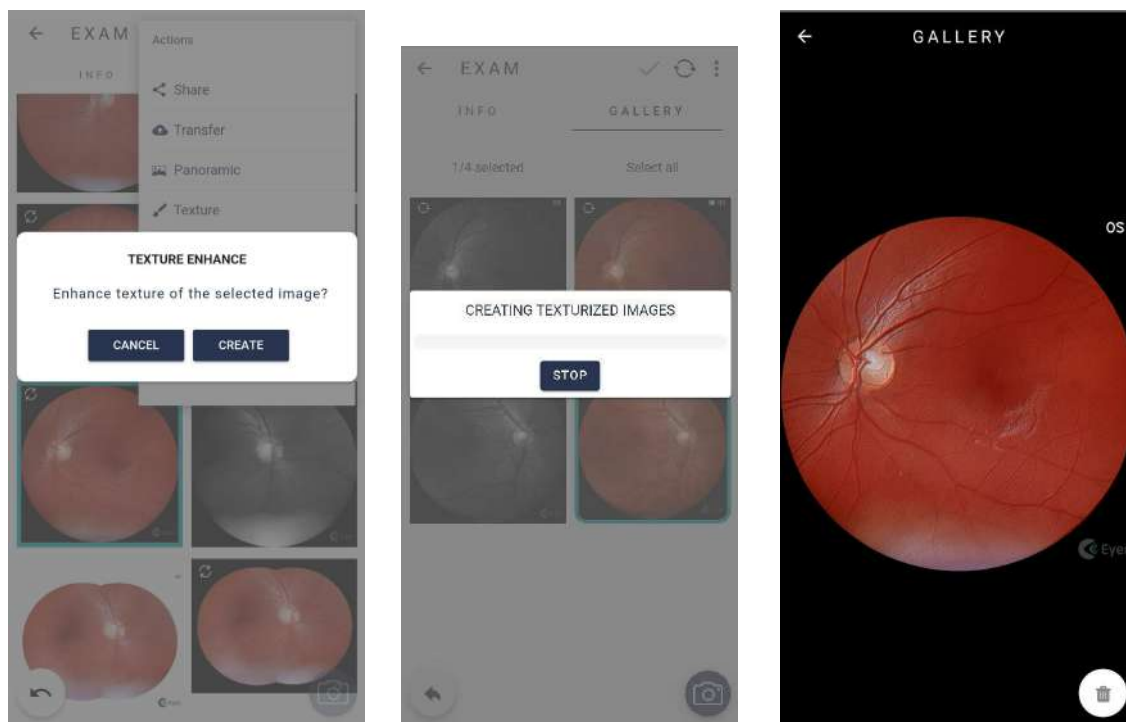 EXAM
Actions
INFO
Share
Transfer
Panoramic
Texture
TEXTURE ENHANCE
Enhance texture of the selected image?
CANCEL CREATE
EXAM
INFO GALLERY
1/4 selected Select all
CREATING TEXTURIZED IMAGES
STOP
GALLERY
OS
Eyer